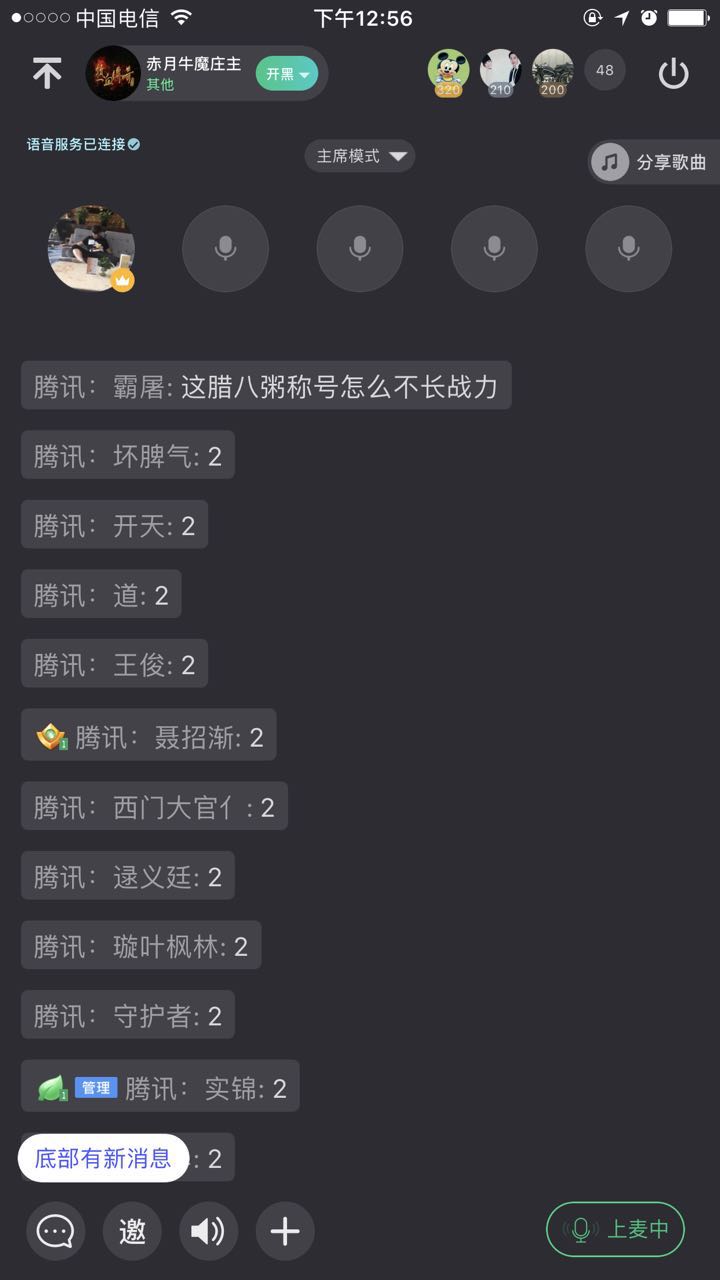 中国电信 下午12:56
赤月牛魔庄主
其他
开黑
320 210 200 48
语音服务已连接
主席模式
分享歌曲
腾讯：霸屠: 这腊八粥称号怎么不长战力
腾讯：坏脾气: 2
腾讯：开天: 2
腾讯：道: 2
腾讯：王俊: 2
1 腾讯：聂招渐: 2
腾讯：西门大官亻: 2
腾讯：逯义廷: 2
腾讯：璇叶枫林: 2
腾讯：守护者: 2
1 管理 腾讯：实锦: 2
底部有新消息 : 2
邀
上麦中